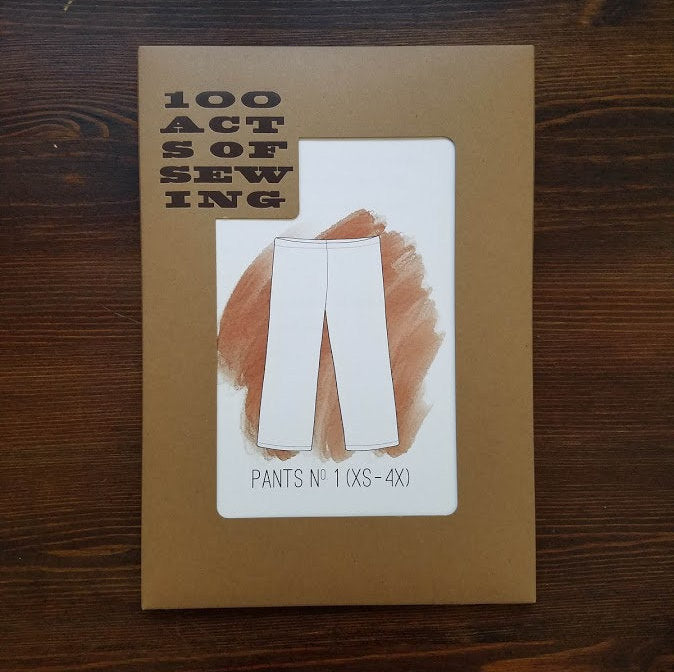 100
ACT
S OF
SEW
ING
PANTS Nº 1 (XS-4X)